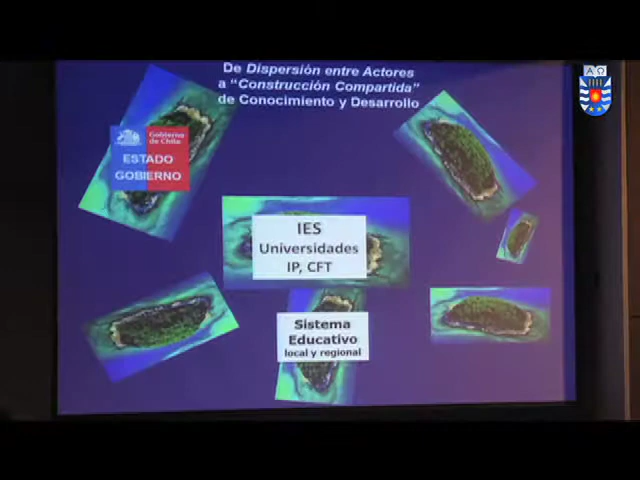 De Dispersión entre Actores
a "Construcción Compartida"
de Conocimiento y Desarrollo
ΑΩ
Gobierno
de Chile
ESTADO
GOBIERNO
IES
Universidades
IP, CFT
Sistema
Educativo
local y regional